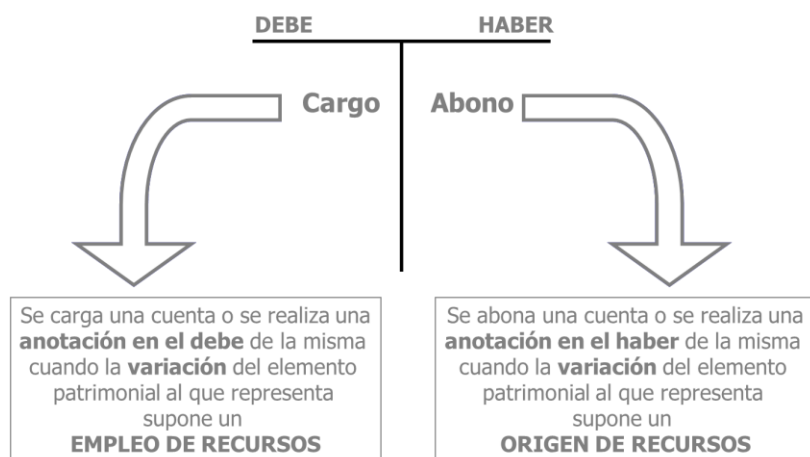 DEBE HABER
Cargo Abono
Se carga una cuenta o se realiza una
anotación en el debe de la misma
cuando la variación del elemento
patrimonial al que representa
supone un
EMPLEO DE RECURSOS
Se abona una cuenta o se realiza una
anotación en el haber de la misma
cuando la variación del elemento
patrimonial al que representa
supone un
ORIGEN DE RECURSOS